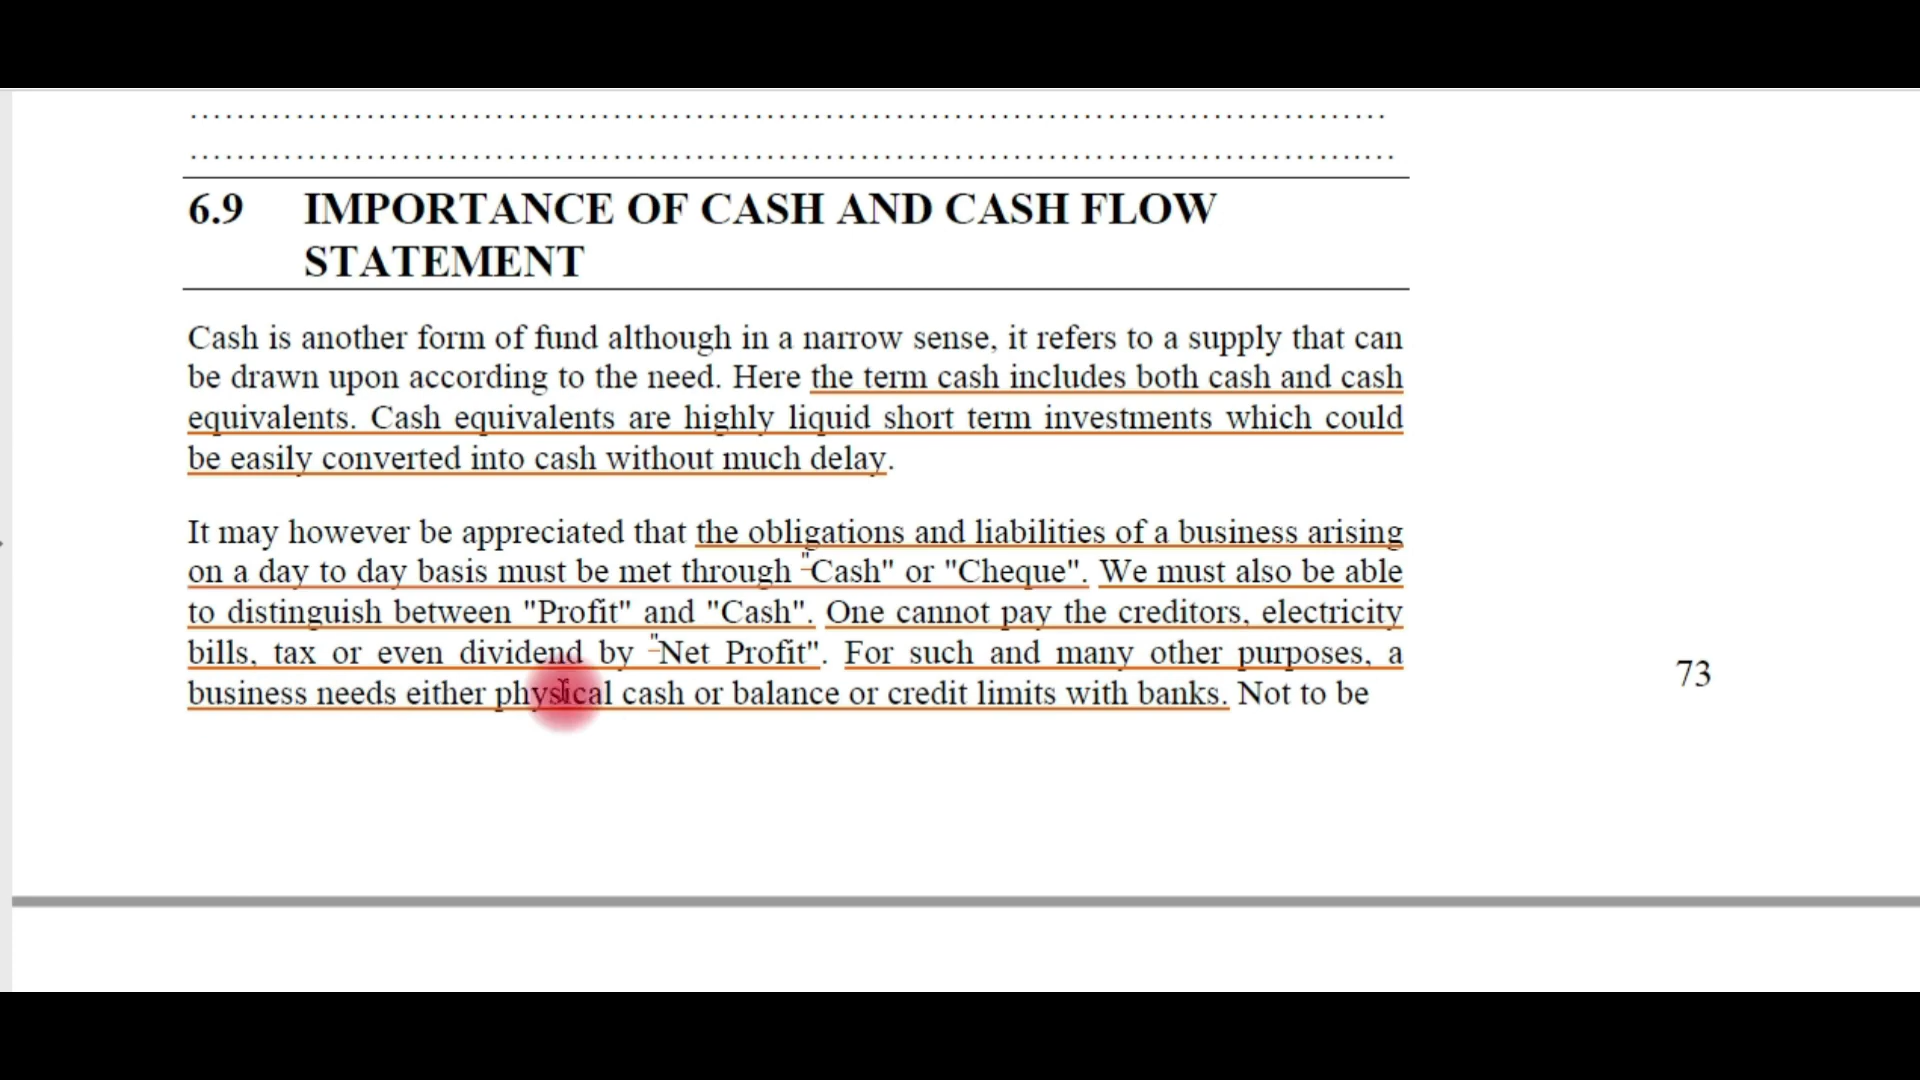 ........................................................................................................
........................................................................................................
6.9 IMPORTANCE OF CASH AND CASH FLOW
STATEMENT
Cash is another form of fund although in a narrow sense, it refers to a supply that can
be drawn upon according to the need. Here the term cash includes both cash and cash
equivalents. Cash equivalents are highly liquid short term investments which could
be easily converted into cash without much delay.
It may however be appreciated that the obligations and liabilities of a business arising
on a day to day basis must be met through "Cash" or "Cheque". We must also be able
to distinguish between "Profit" and "Cash". One cannot pay the creditors, electricity
bills, tax or even dividend by "Net Profit". For such and many other purposes, a
business needs either physical cash or balance or credit limits with banks. Not to be
73